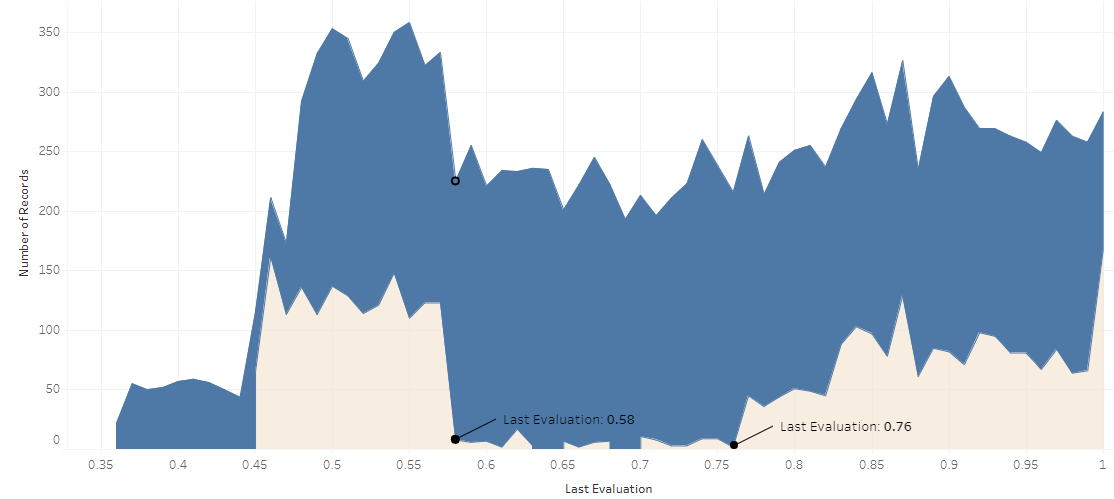 350
300
250
200
150
100
50
0
Number of Records
Last Evaluation: 0.58
Last Evaluation: 0.76
0.35 0.4 0.45 0.5 0.55 0.6 0.65 0.7 0.75 0.8 0.85 0.9 0.95 1
Last Evaluation